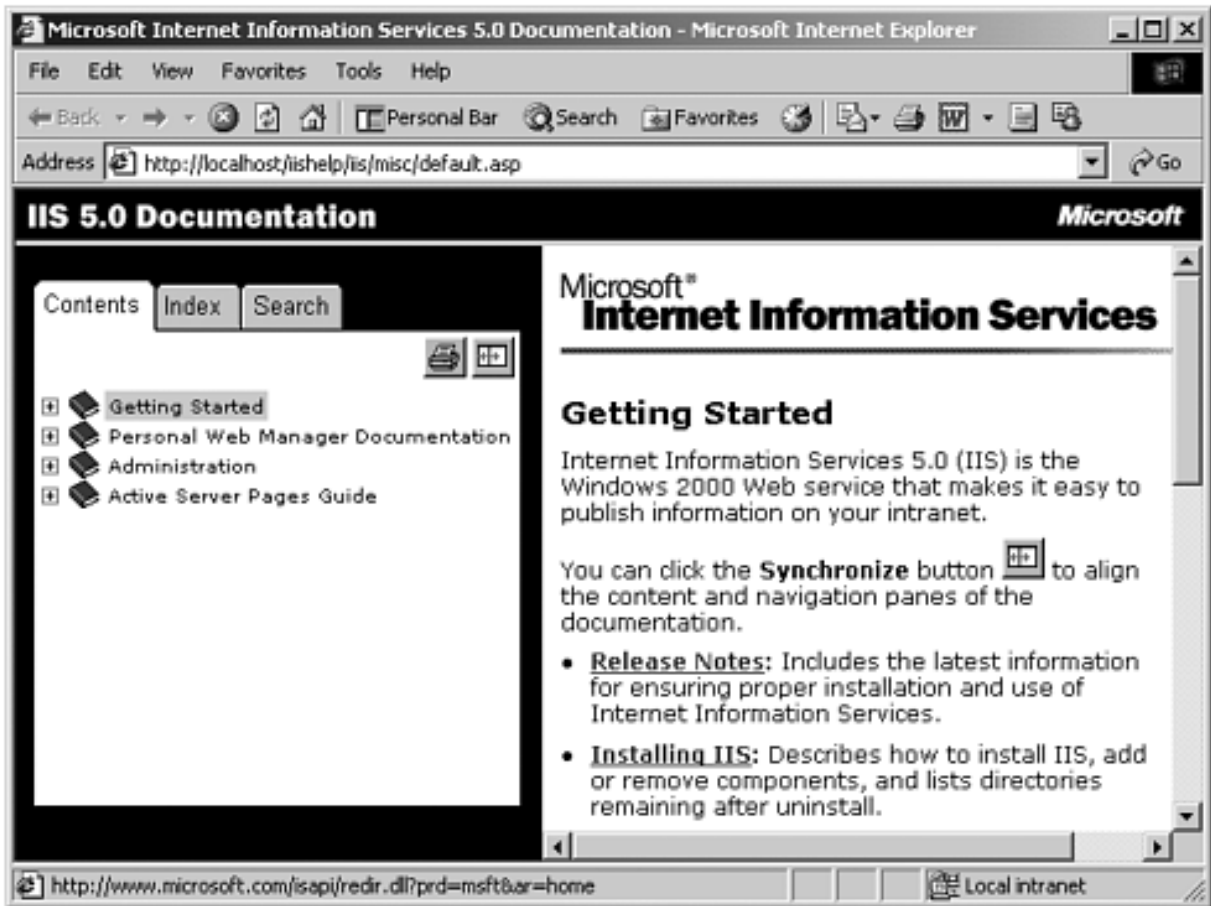 Microsoft Internet Information Services 5.0 Documentation - Microsoft Internet Explorer
File Edit View Favorites Tools Help
Back Personal Bar Search Favorites
Address http://localhost/iishelp/iis/misc/default.asp Go
IIS 5.0 Documentation Microsoft
Contents Index Search
Getting Started
Personal Web Manager Documentation
Administration
Active Server Pages Guide
Microsoft®
Internet Information Services
Getting Started
Internet Information Services 5.0 (IIS) is the
Windows 2000 Web service that makes it easy to
publish information on your intranet.
You can click the Synchronize button to align
the content and navigation panes of the
documentation.
• Release Notes: Includes the latest information
for ensuring proper installation and use of
Internet Information Services.
• Installing IIS: Describes how to install IIS, add
or remove components, and lists directories
remaining after uninstall.
http://www.microsoft.com/isapi/redir.dll?prd=msft&ar=home Local intranet